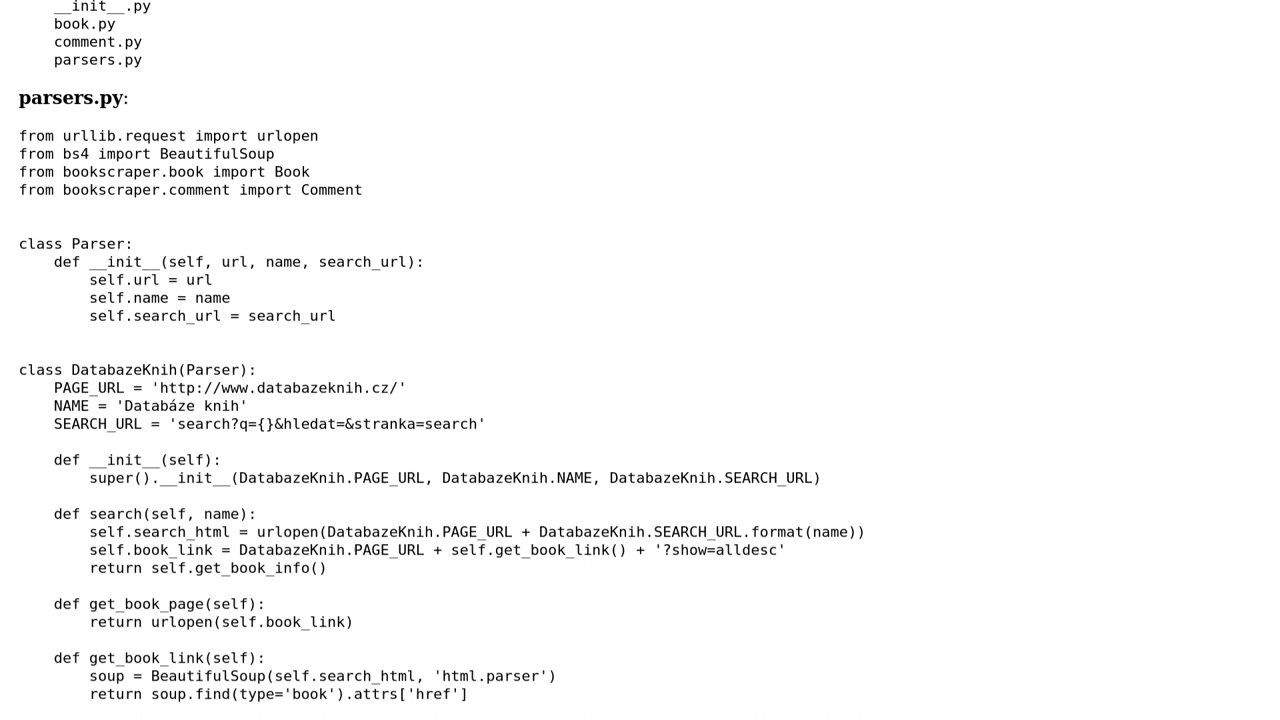 __init__.py
    book.py
    comment.py
    parsers.py
parsers.py:
from urllib.request import urlopen
from bs4 import BeautifulSoup
from bookscraper.book import Book
from bookscraper.comment import Comment
class Parser:
    def __init__(self, url, name, search_url):
        self.url = url
        self.name = name
        self.search_url = search_url
class DatabazeKnih(Parser):
    PAGE_URL = 'http://www.databazeknih.cz/'
    NAME = 'Databáze knih'
    SEARCH_URL = 'search?q={}&hledat=&stranka=search'
    def __init__(self):
        super().__init__(DatabazeKnih.PAGE_URL, DatabazeKnih.NAME, DatabazeKnih.SEARCH_URL)
    def search(self, name):
        self.search_html = urlopen(DatabazeKnih.PAGE_URL + DatabazeKnih.SEARCH_URL.format(name))
        self.book_link = DatabazeKnih.PAGE_URL + self.get_book_link() + '?show=alldesc'
        return self.get_book_info()
    def get_book_page(self):
        return urlopen(self.book_link)
    def get_book_link(self):
        soup = BeautifulSoup(self.search_html, 'html.parser')
        return soup.find(type='book').attrs['href']